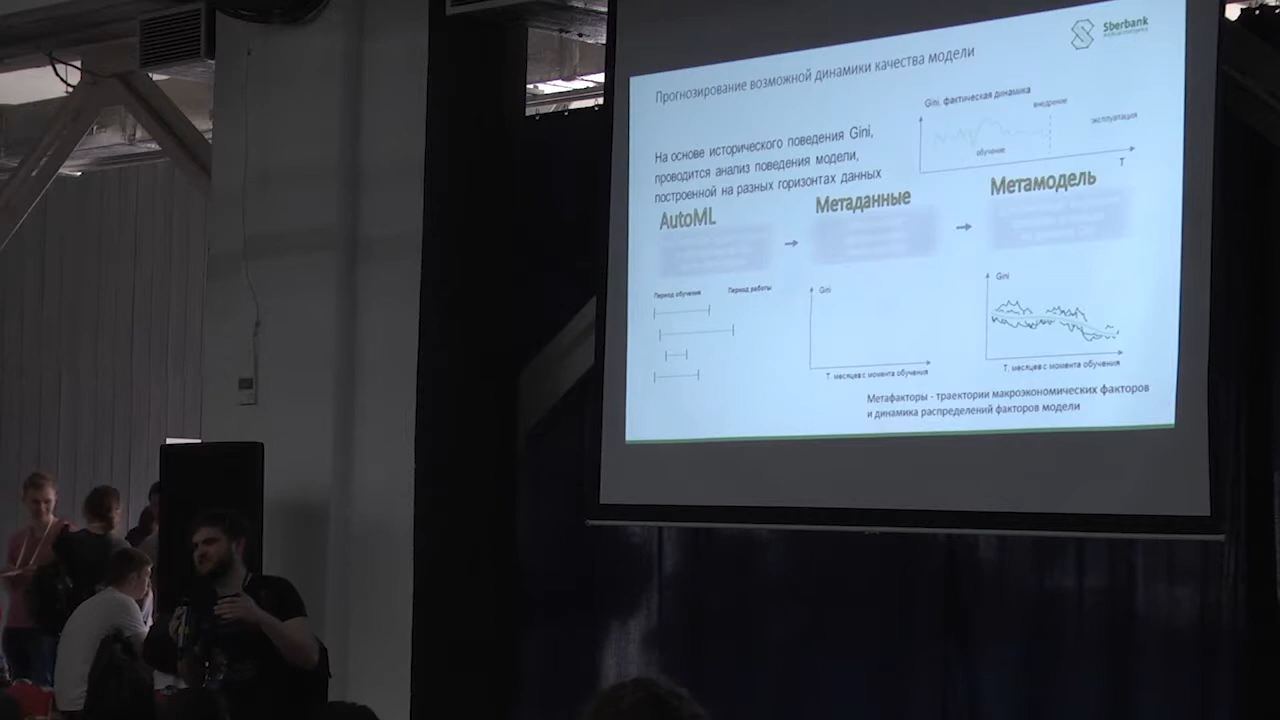 Sberbank
Прогнозирование возможной динамики качества модели
Gini, фактическая динамика
внедрение
эксплуатация
обучение
T
На основе исторического поведения Gini,
проводится анализ поведения модели,
построенной на разных горизонтах данных
AutoML
Метаданные
Метамодель
Период обучения
Период работы
Gini
T, месяцев с момента обучения
Gini
T, месяцев с момента обучения
Метафакторы - траектории макроэкономических факторов
и динамика распределений факторов модели